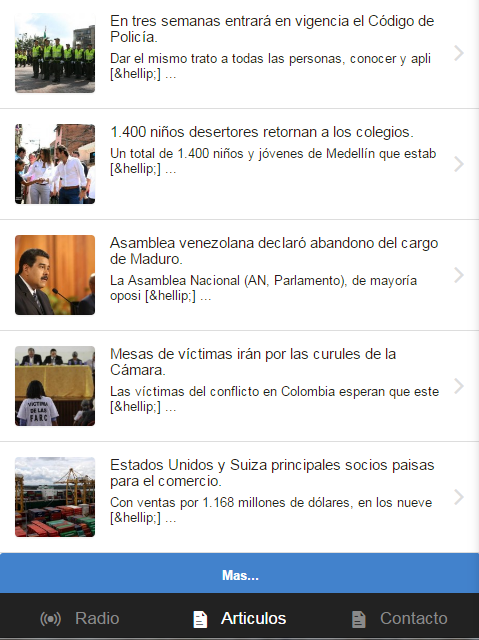 En tres semanas entrará en vigencia el Código de
Policía.
Dar el mismo trato a todas las personas, conocer y apli
[&hellip;] ...
1.400 niños desertores retornan a los colegios.
Un total de 1.400 niños y jóvenes de Medellín que estab
[&hellip;] ...
Asamblea venezolana declaró abandono del cargo
de Maduro.
La Asamblea Nacional (AN, Parlamento), de mayoría
oposi [&hellip;] ...
Mesas de víctimas irán por las curules de la
Cámara.
Las víctimas del conflicto en Colombia esperan que este
[&hellip;] ...
VICTIMA
DE LAS
FARC
Estados Unidos y Suiza principales socios paisas
para el comercio.
Con ventas por 1.168 millones de dólares, en los nueve
[&hellip;] ...
Mas...
Radio
Articulos
Contacto